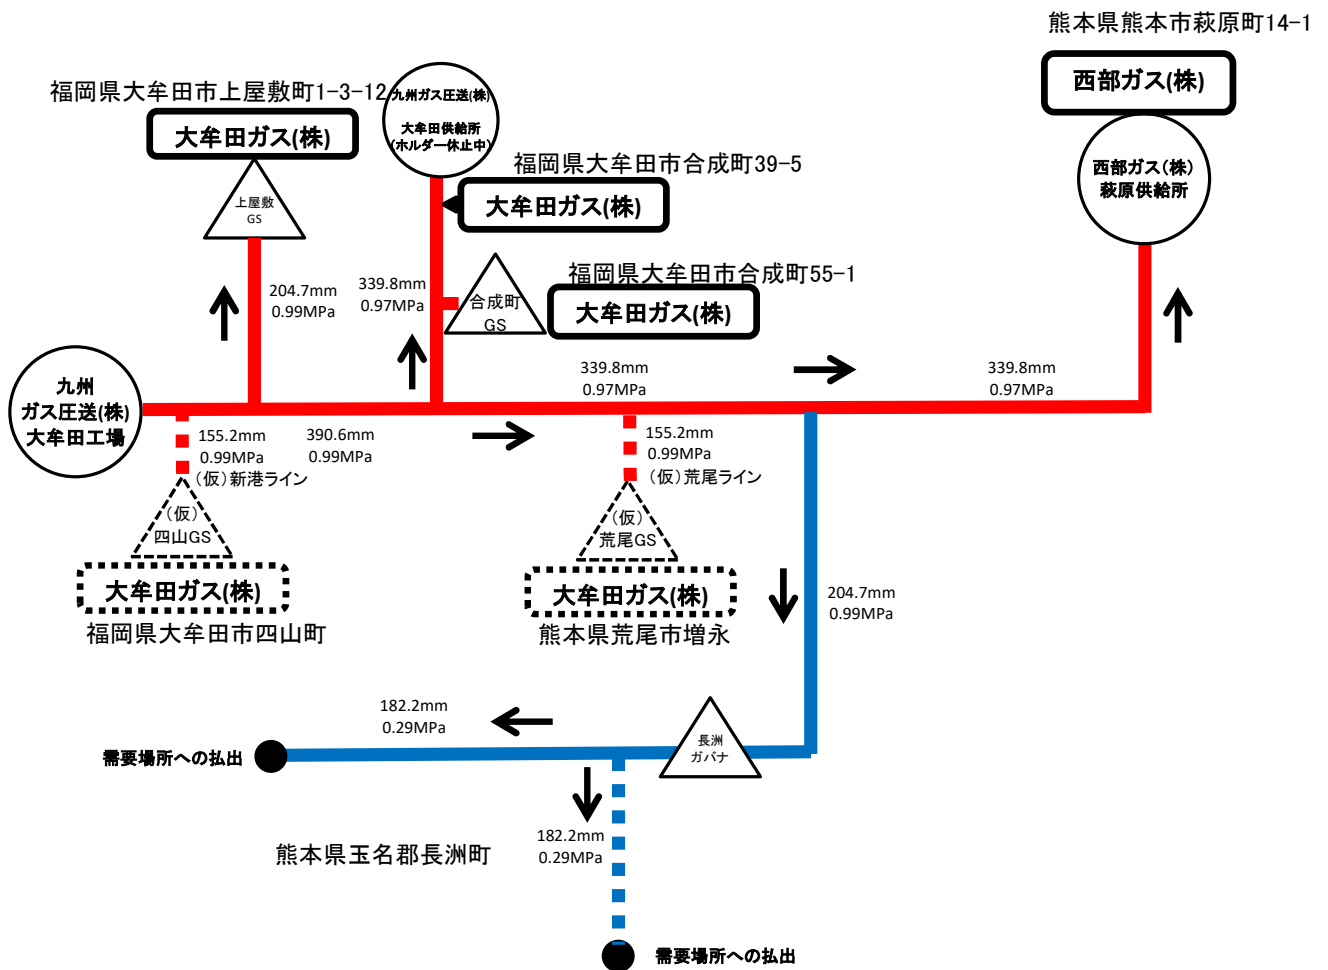 熊本県熊本市萩原町14-1
西部ガス(株)
西部ガス(株)
萩原供給所
福岡県大牟田市上屋敷町1-3-12
大牟田ガス(株)
上屋敷
GS
九州ガス圧送(株)
大牟田供給所
(ホルダー休止中)
福岡県大牟田市合成町39-5
大牟田ガス(株)
福岡県大牟田市合成町55-1
大牟田ガス(株)
合成町
GS
204.7mm
0.99MPa
339.8mm
0.97MPa
339.8mm
0.97MPa
339.8mm
0.97MPa
九州
ガス圧送(株)
大牟田工場
155.2mm
0.99MPa
(仮)新港ライン
390.6mm
0.99MPa
155.2mm
0.99MPa
(仮)荒尾ライン
(仮)
四山GS
大牟田ガス(株)
福岡県大牟田市四山町
(仮)
荒尾GS
大牟田ガス(株)
熊本県荒尾市増永
204.7mm
0.99MPa
182.2mm
0.29MPa
長洲
ガバナ
需要場所への払出
182.2mm
0.29MPa
熊本県玉名郡長洲町
需要場所への払出